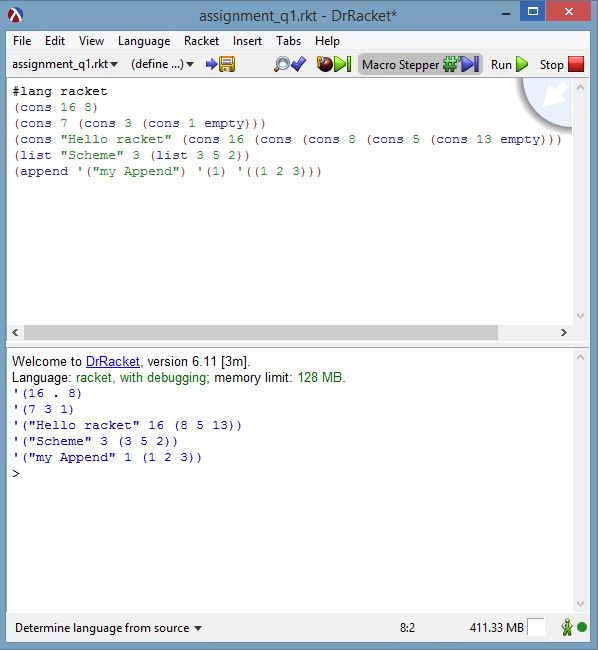 assignment_q1.rkt - DrRacket*
File Edit View Language Racket Insert Tabs Help
assignment_q1.rkt▾ (define ...)▾ Macro Stepper Run Stop
#lang racket
(cons 16 8)
(cons 7 (cons 3 (cons 1 empty)))
(cons "Hello racket" (cons 16 (cons (cons 8 (cons 5 (cons 13 empty)))
(list "Scheme" 3 (list 3 5 2))
(append '("my Append") '(1) '((1 2 3)))
Welcome to DrRacket, version 6.11 [3m].
Language: racket, with debugging; memory limit: 128 MB.
'(16 . 8)
'(7 3 1)
'("Hello racket" 16 (8 5 13))
'("Scheme" 3 (3 5 2))
'("my Append" 1 (1 2 3))
>
Determine language from source▾ 8:2 411.33 MB